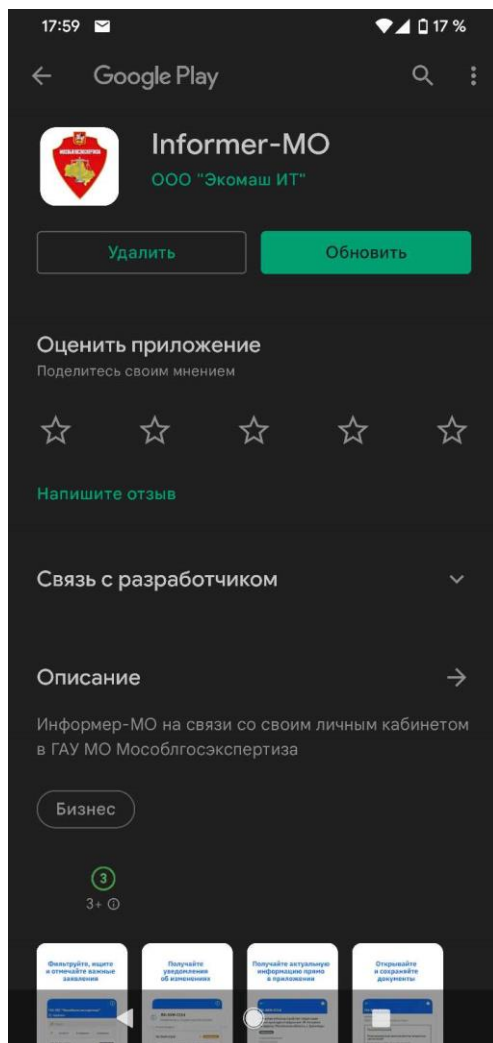 17:59
17 %
Google Play
Informer-MO
ООО "Экомаш ИТ"
Удалить
Обновить
Оценить приложение
Поделитесь своим мнением
Напишите отзыв
Связь с разработчиком
Описание
Информер-МО на связи со своим личным кабинетом
в ГАУ МО Мособлгосэкспертиза
Бизнес
3
3+
Фильтруйте, ищите
и отмечайте важные
заявления
Получайте
уведомления
об изменениях
Получайте актуальную
информацию прямо
в приложении
Открывайте
и сохраняйте
документы